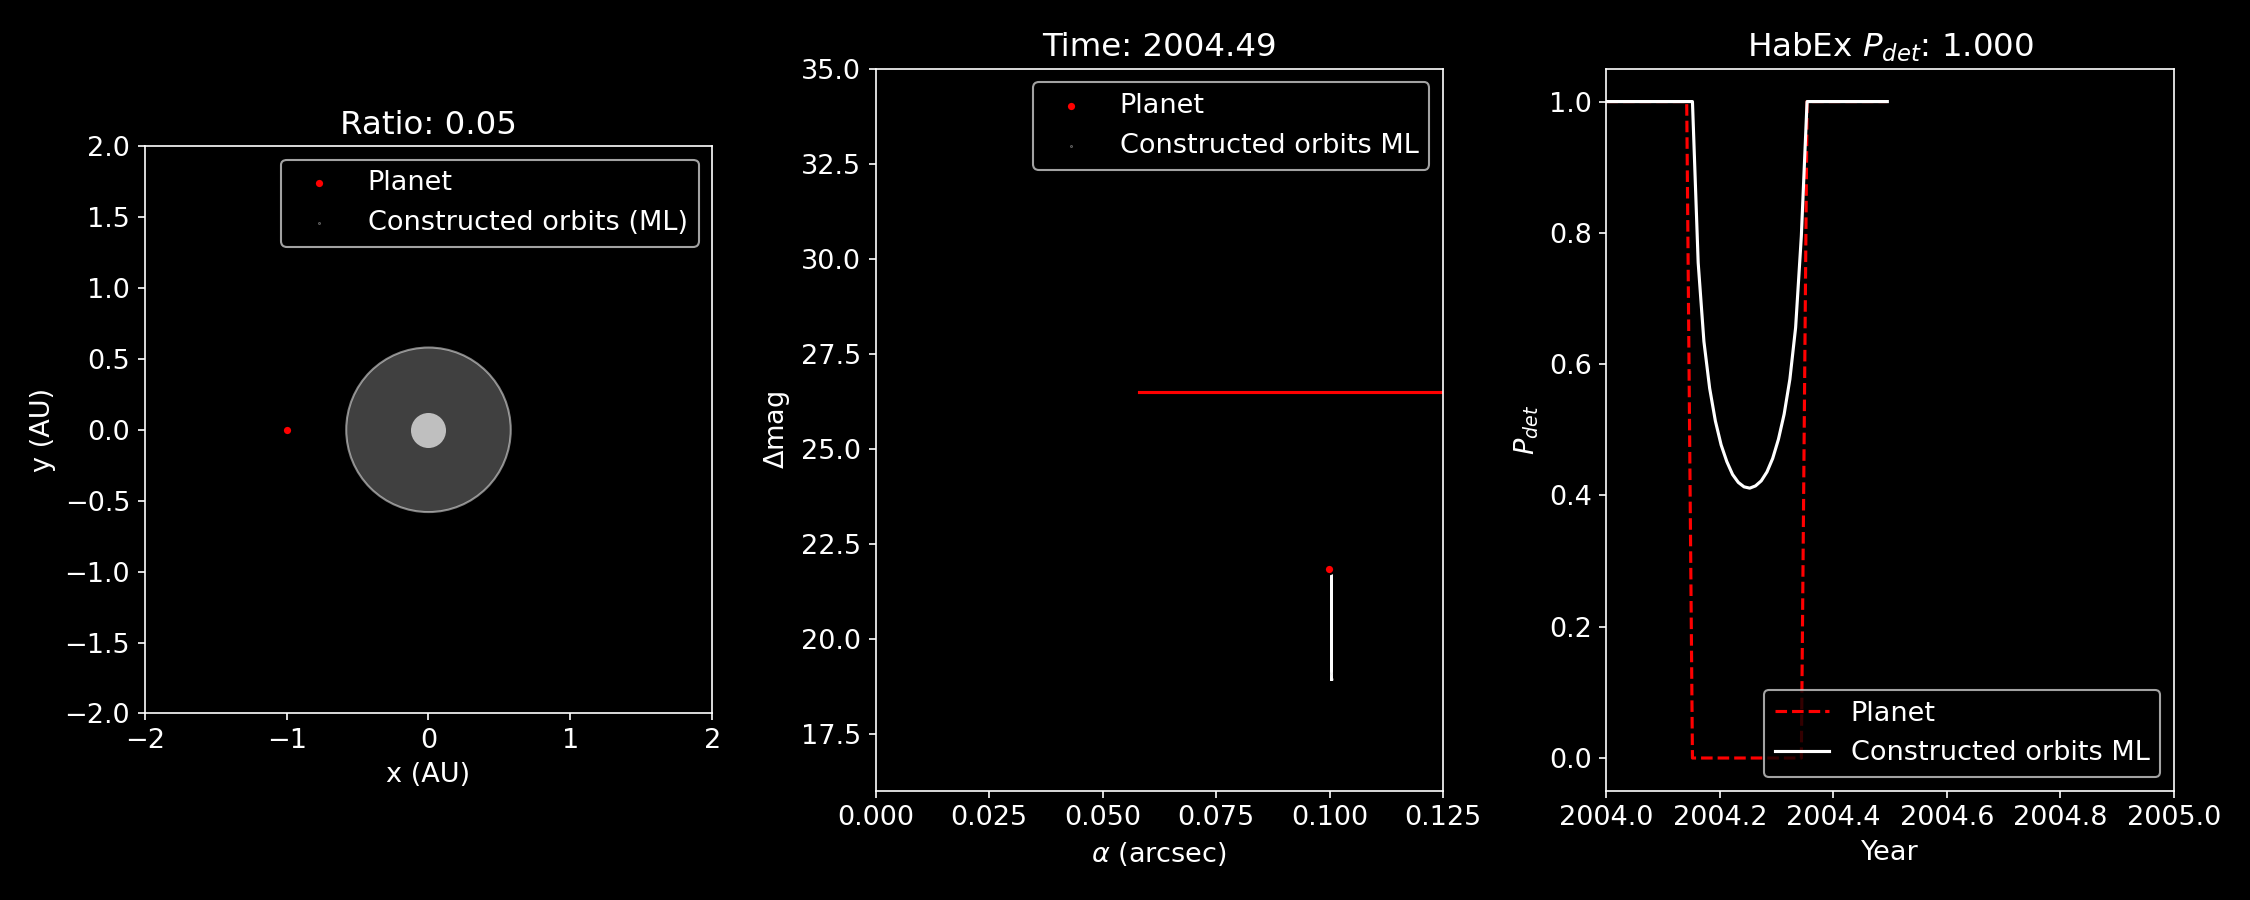 Ratio: 0.05
Planet
Constructed orbits (ML)
2.0
1.5
1.0
0.5
0.0
−0.5
−1.0
−1.5
−2.0
y (AU)
−2 −1 0 1 2
x (AU)
Time: 2004.49
Planet
Constructed orbits ML
35.0
32.5
30.0
27.5
25.0
22.5
20.0
17.5
Δmag
0.000 0.025 0.050 0.075 0.100 0.125
α (arcsec)
HabEx P_det: 1.000
1.0
0.8
0.6
0.4
0.2
0.0
P_det
Planet
Constructed orbits ML
2004.0 2004.2 2004.4 2004.6 2004.8 2005.0
Year